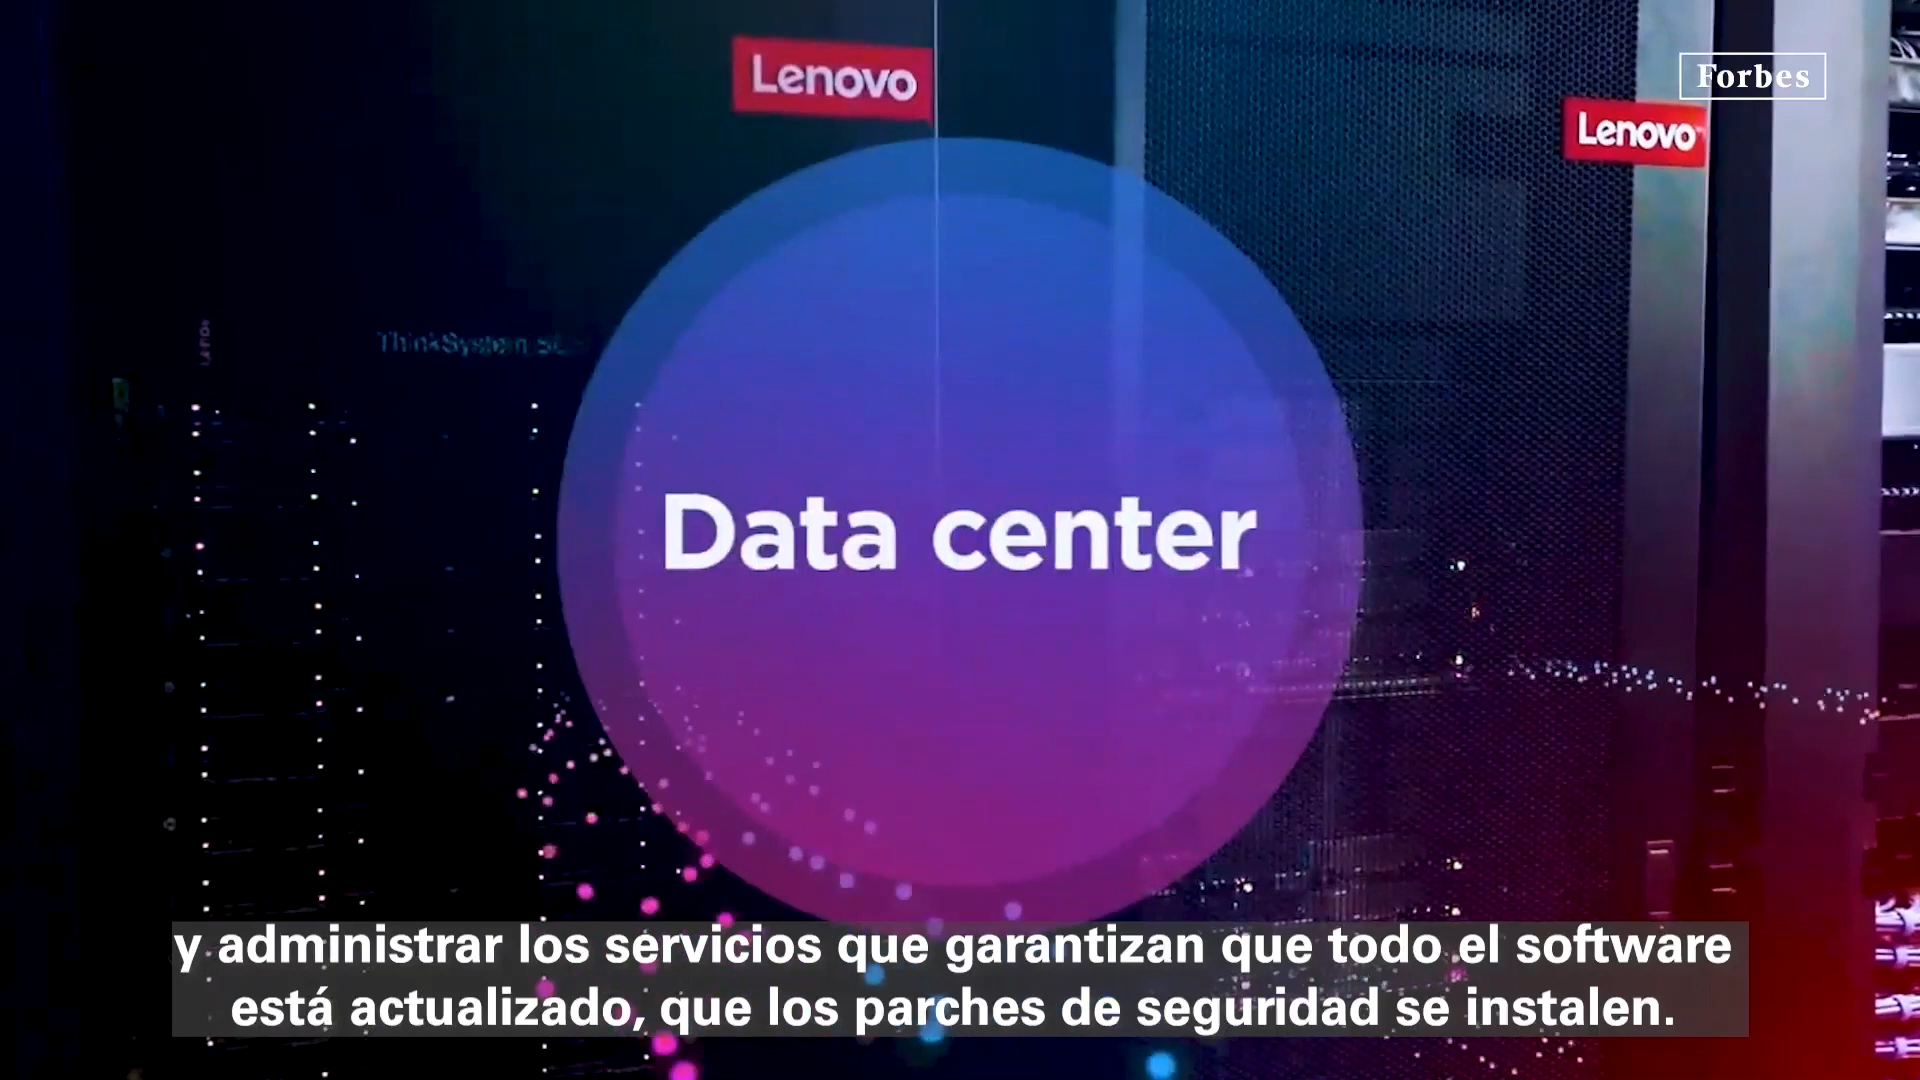 Lenovo
Forbes
Lenovo
ThinkSystem
Data center
y administrar los servicios que garantizan que todo el software
está actualizado, que los parches de seguridad se instalen.